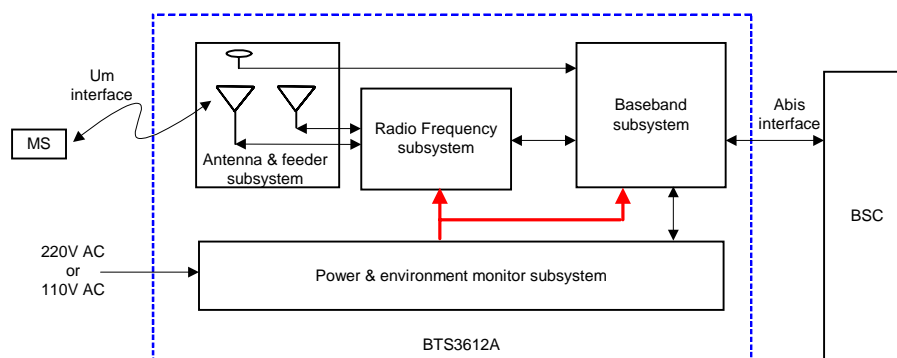 Um
interface
MS
Antenna & feeder
subsystem
Radio Frequency
subsystem
Baseband
subsystem
Abis
interface
BSC
220V AC
or
110V AC
Power & environment monitor subsystem
BTS3612A